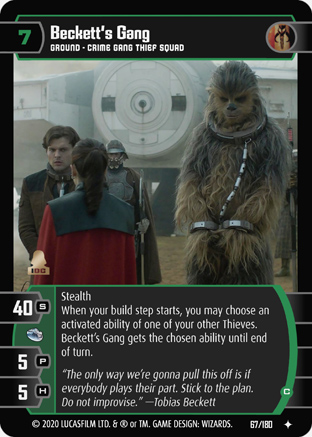 7
Beckett's Gang
GROUND - CRIME GANG THIEF SQUAD
40 S
5 P
5 H
Stealth
When your build step starts, you may choose an
activated ability of one of your other Thieves.
Beckett's Gang gets the chosen ability until end
of turn.
"The only way we're gonna pull this off is if
everybody plays their part. Stick to the plan.
Do not improvise." —Tobias Beckett
C
© 2020 LUCASFILM LTD. & ® or TM. GAME DESIGN: WIZARDS.
67/180